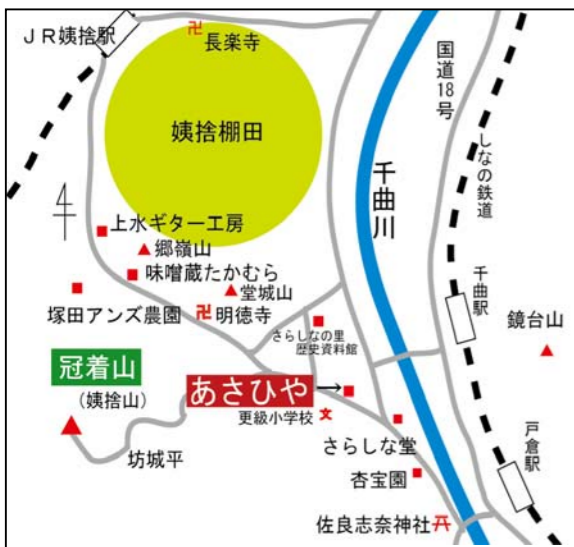 JR姨捨駅
長楽寺
国道18号
姨捨棚田
しなの鉄道
千曲川
上水ギター工房
郷嶺山
味噌蔵たかむら
堂城山
塚田アンズ農園
明徳寺
千曲駅
鏡台山
さらしなの里
歴史資料館
冠着山
(姨捨山)
あさひや→
更級小学校
文
さらしな堂
戸倉駅
坊城平
杏宝園
佐良志奈神社